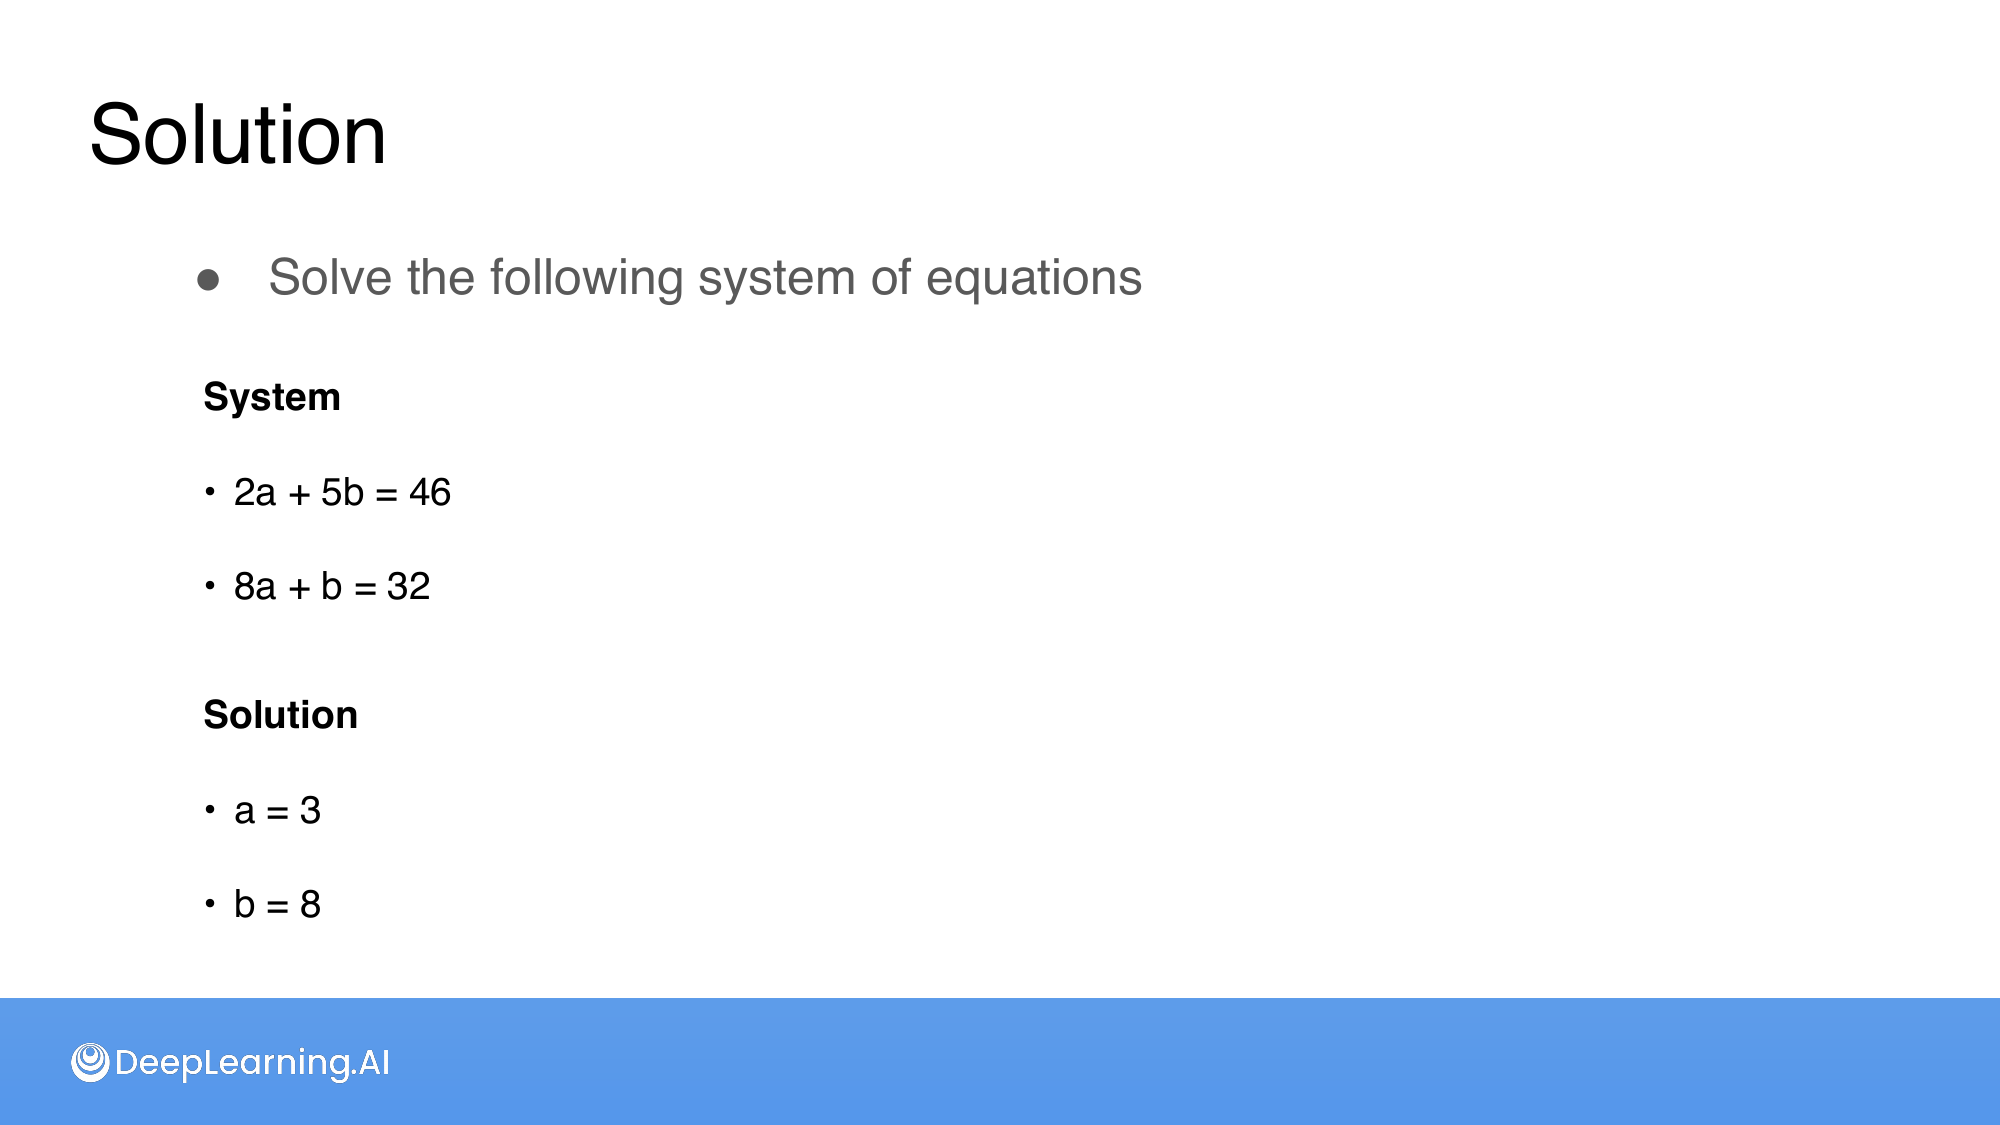 Solution
● Solve the following system of equations
System
• 2a + 5b = 46
• 8a + b = 32
Solution
• a = 3
• b = 8
DeepLearning.AI